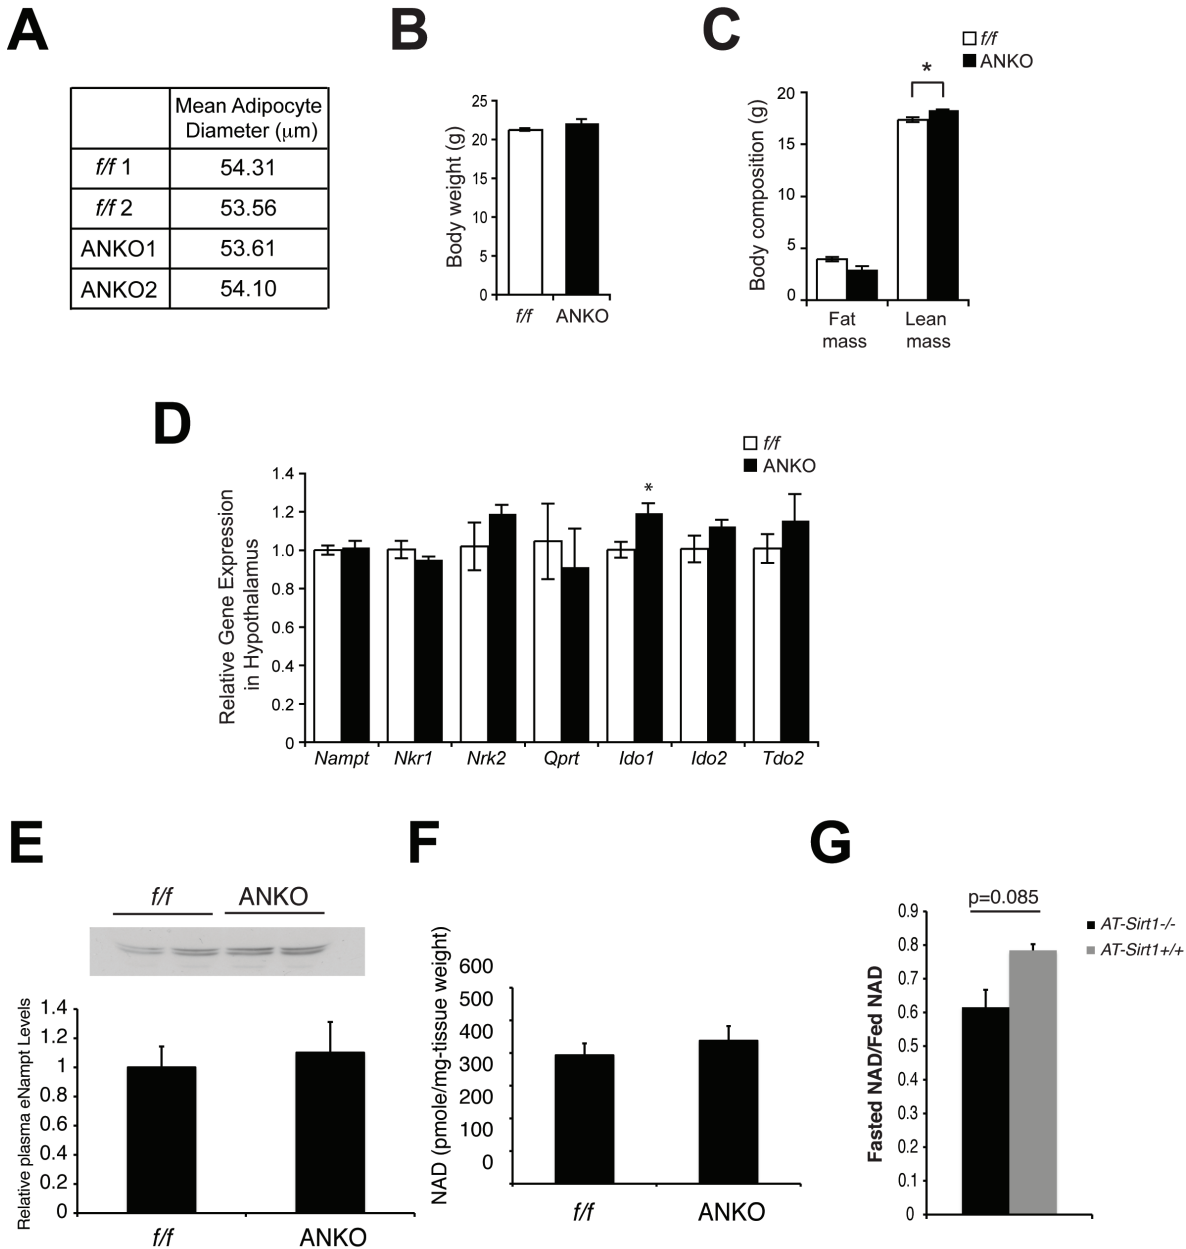 A
Mean Adipocyte
Diameter (μm)
f/f 1
54.31
f/f 2
53.56
ANKO1
53.61
ANKO2
54.10
B
Body weight (g)
25
20
15
10
5
0
f/f
ANKO
C
f/f
ANKO
*
Body composition (g)
20
15
10
5
0
Fat
mass
Lean
mass
D
f/f
ANKO
Relative Gene Expression
in Hypothalamus
1.4
1.2
1.0
0.8
0.6
0.4
0.2
0
*
Nampt
Nkr1
Nrk2
Qprt
Ido1
Ido2
Tdo2
E
f/f
ANKO
Relative plasma eNampt Levels
1.4
1.2
1
0.8
0.6
0.4
0.2
0
f/f
ANKO
F
NAD (pmole/mg-tissue weight)
600
500
400
300
200
100
0
f/f
ANKO
G
p=0.085
AT-Sirt1-/-
AT-Sirt1+/+
Fasted NAD/Fed NAD
0.9
0.8
0.7
0.6
0.5
0.4
0.3
0.2
0.1
0